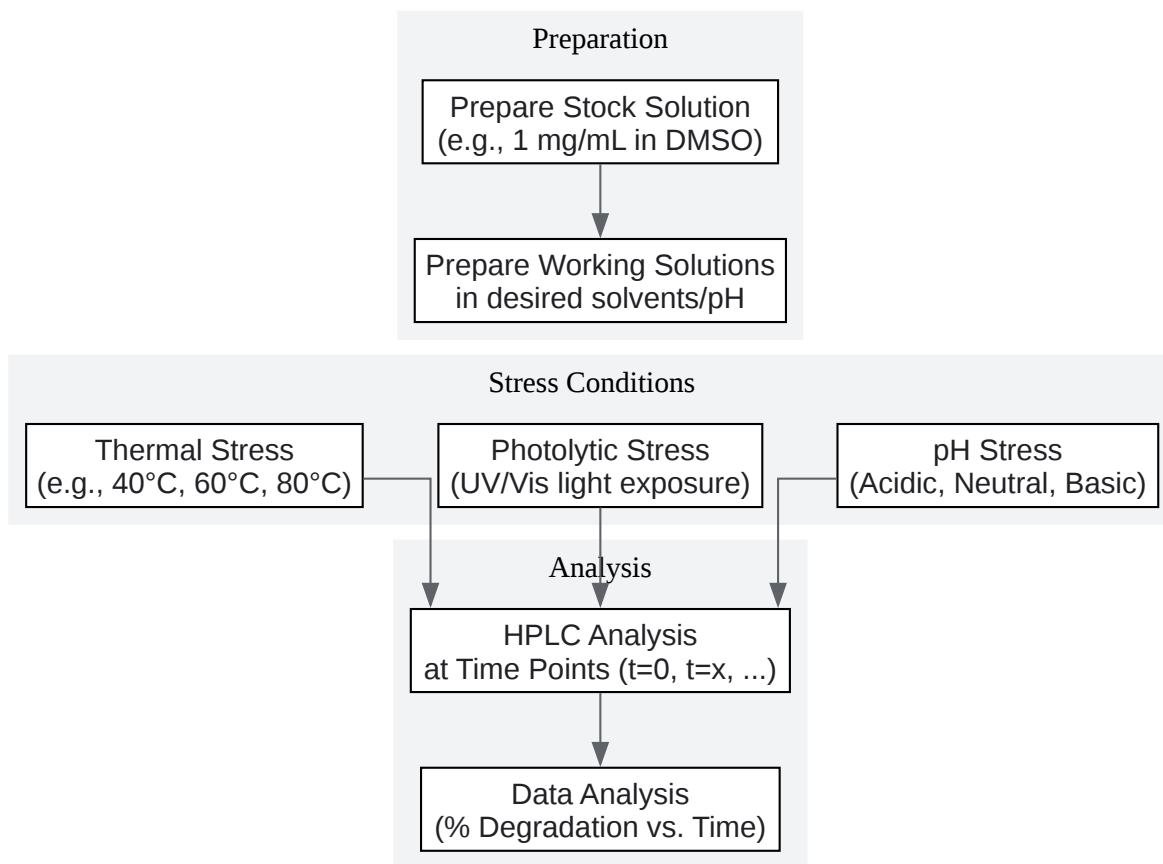 Preparation
Prepare Stock Solution
(e.g., 1 mg/mL in DMSO)
Prepare Working Solutions
in desired solvents/pH
Stress Conditions
Thermal Stress
(e.g., 40°C, 60°C, 80°C)
Photolytic Stress
(UV/Vis light exposure)
pH Stress
(Acidic, Neutral, Basic)
Analysis
HPLC Analysis
at Time Points (t=0, t=x, ...)
Data Analysis
(% Degradation vs. Time)